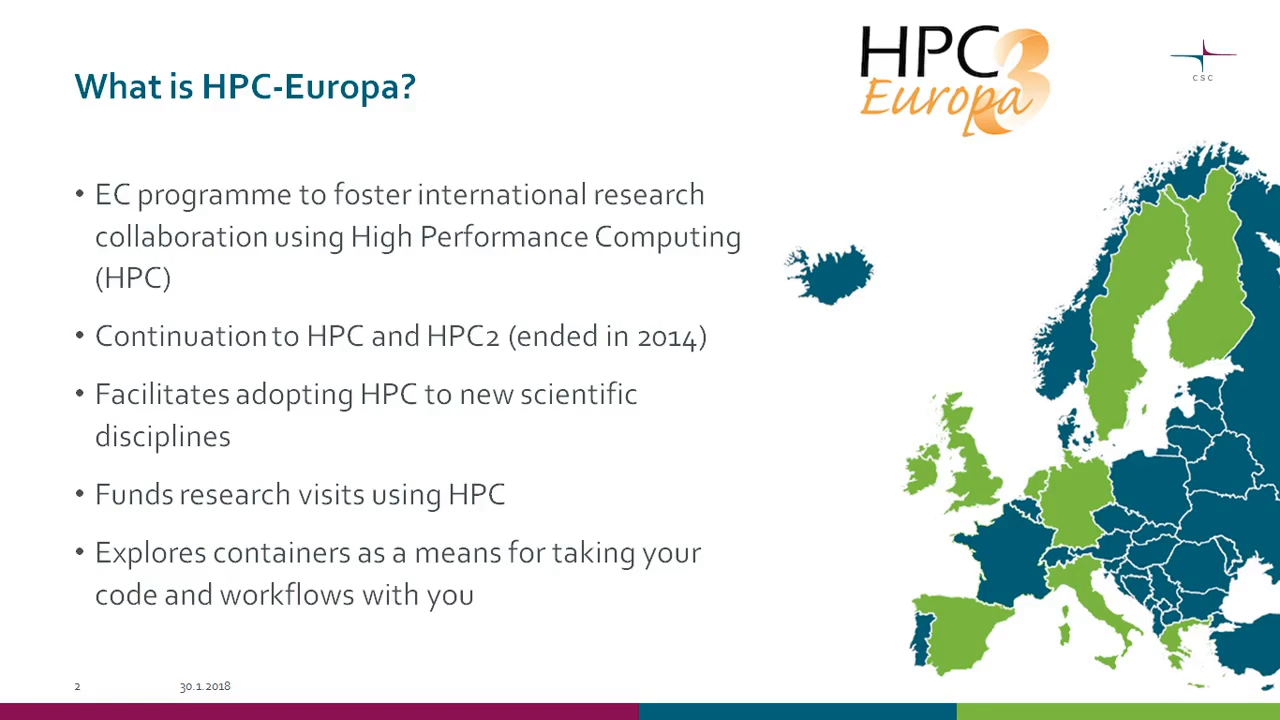 HPC
3
Europa
CSC
What is HPC-Europa?
• EC programme to foster international research
collaboration using High Performance Computing
(HPC)
• Continuation to HPC and HPC2 (ended in 2014)
• Facilitates adopting HPC to new scientific
disciplines
• Funds research visits using HPC
• Explores containers as a means for taking your
code and workflows with you
2
30.1.2018